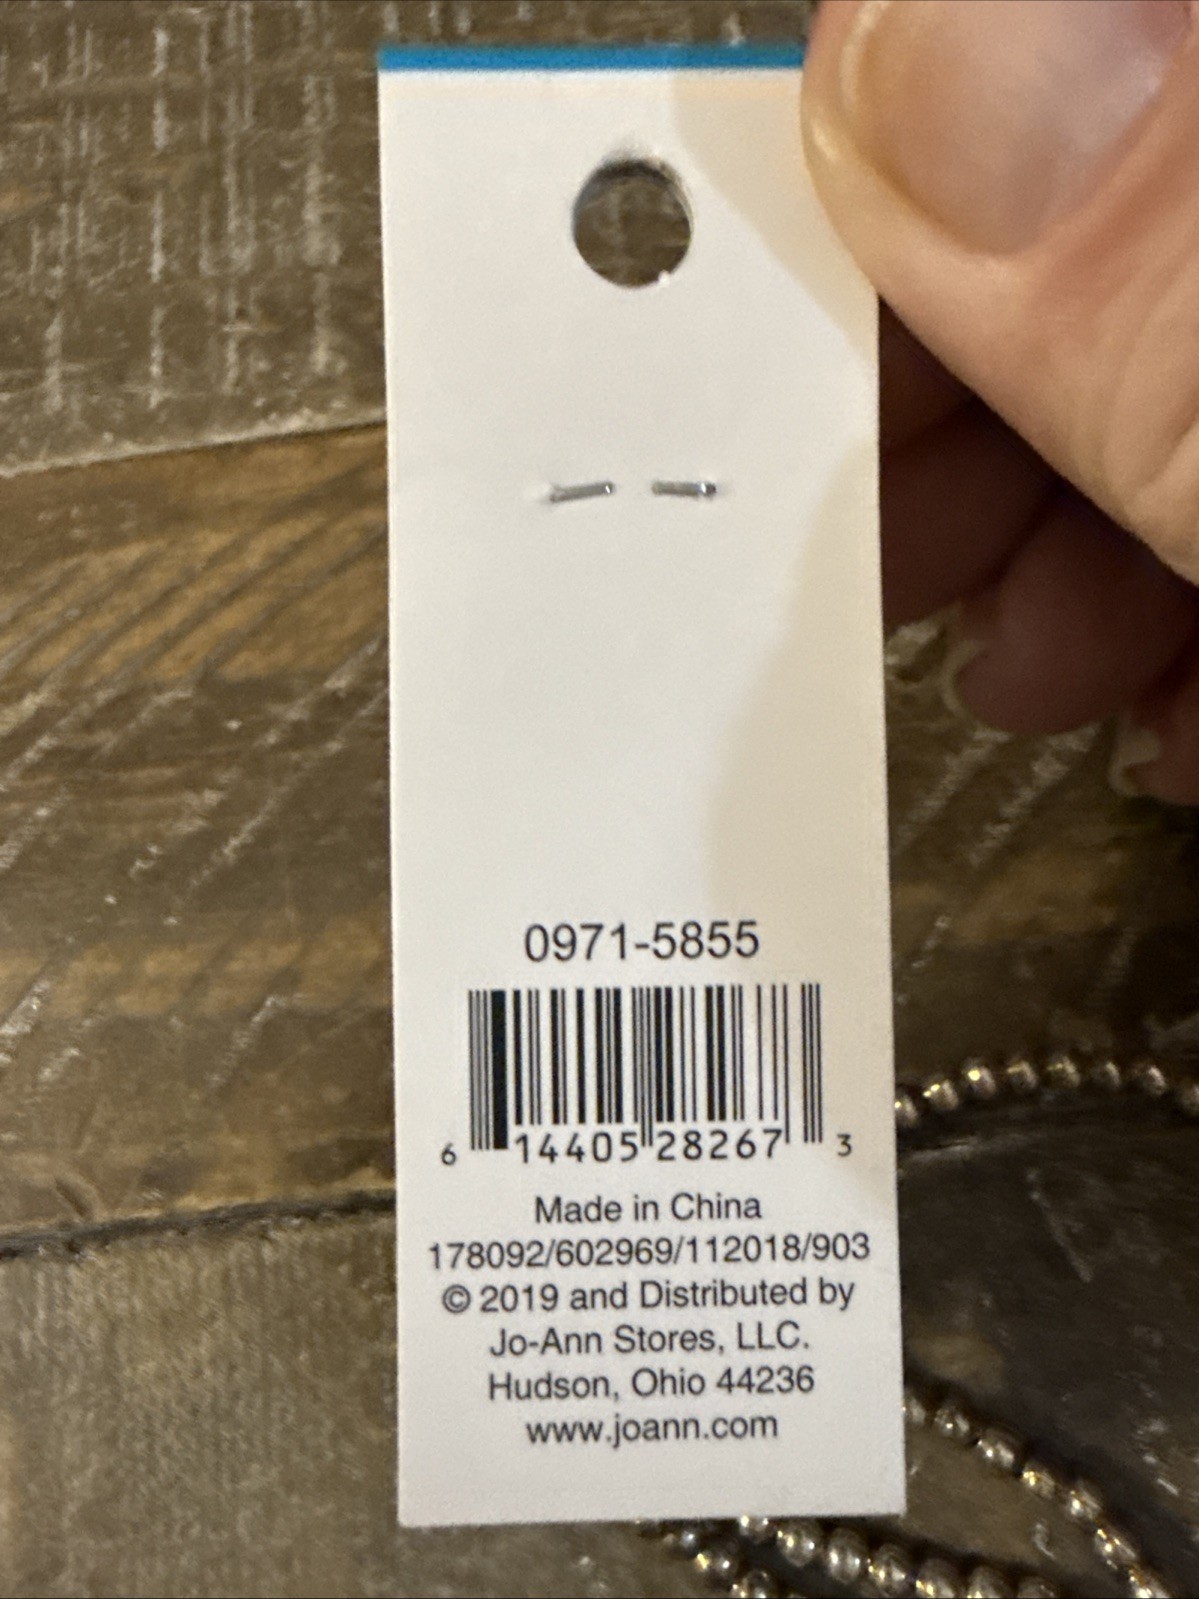 0971-5855
6 14405 28267 3
Made in China
178092/602969/112018/903
© 2019 and Distributed by
Jo-Ann Stores, LLC.
Hudson, Ohio 44236
www.joann.com